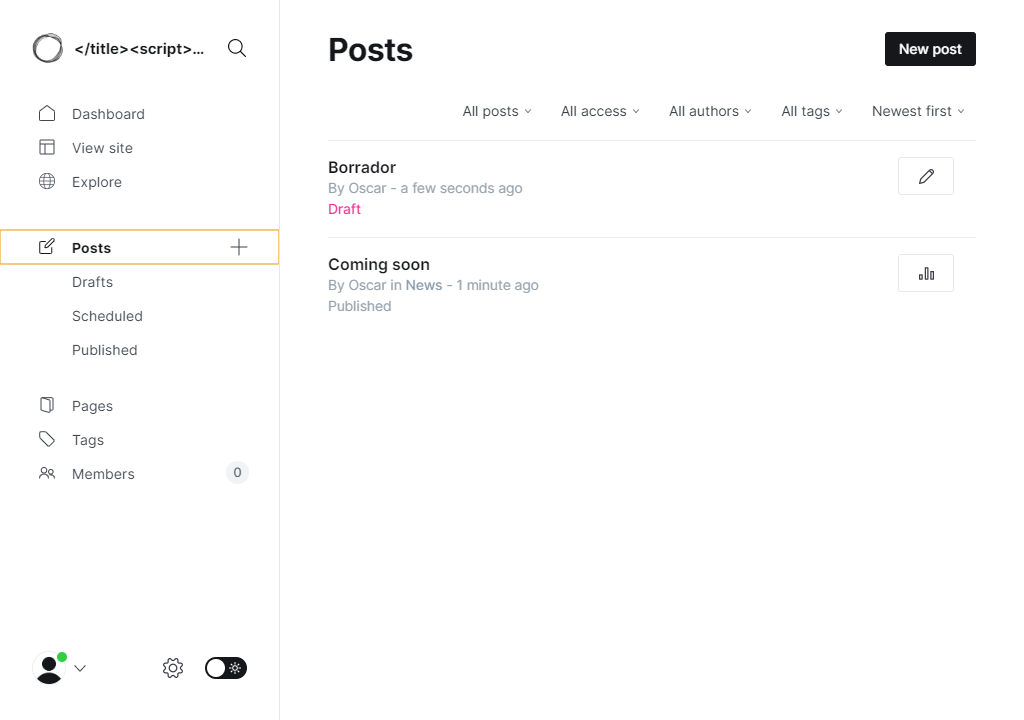 </title><script>...
Dashboard
View site
Explore
Posts
Drafts
Scheduled
Published
Pages
Tags
Members
0
Posts
New post
All posts
All access
All authors
All tags
Newest first
Borrador
By Oscar - a few seconds ago
Draft
Coming soon
By Oscar in News - 1 minute ago
Published